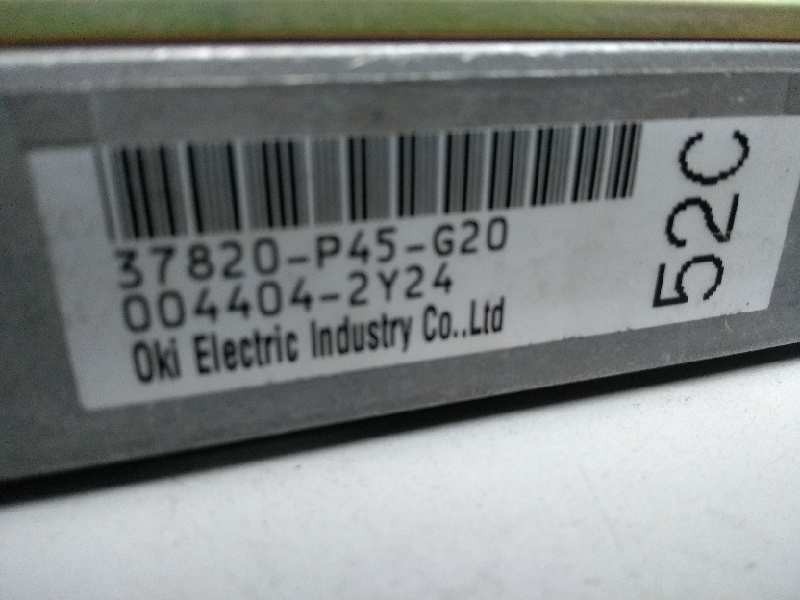 37820-P45-G20
004404-2Y24
Oki Electric Industry Co.,Ltd
52C